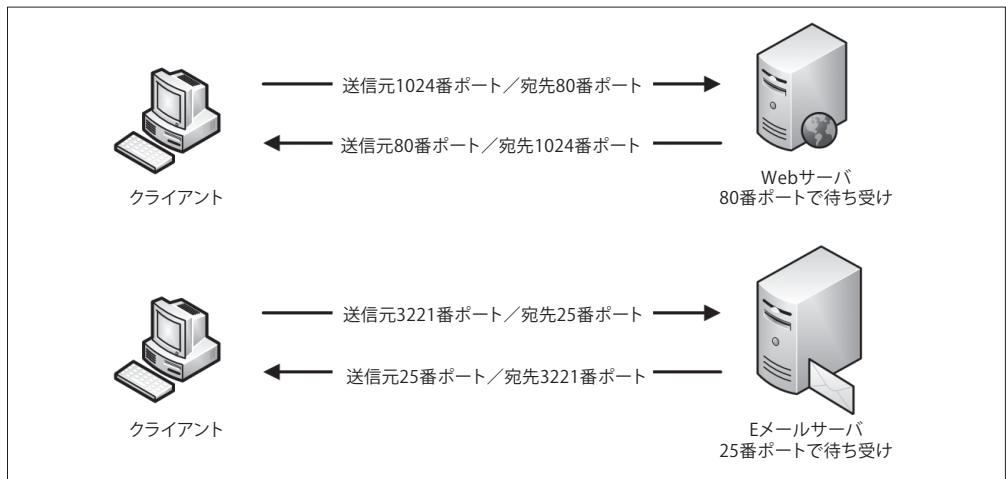 送信元1024番ポート／宛先80番ポート
送信元80番ポート／宛先1024番ポート
クライアント
Webサーバ
80番ポートで待ち受け
送信元3221番ポート／宛先25番ポート
送信元25番ポート／宛先3221番ポート
クライアント
Eメールサーバ
25番ポートで待ち受け